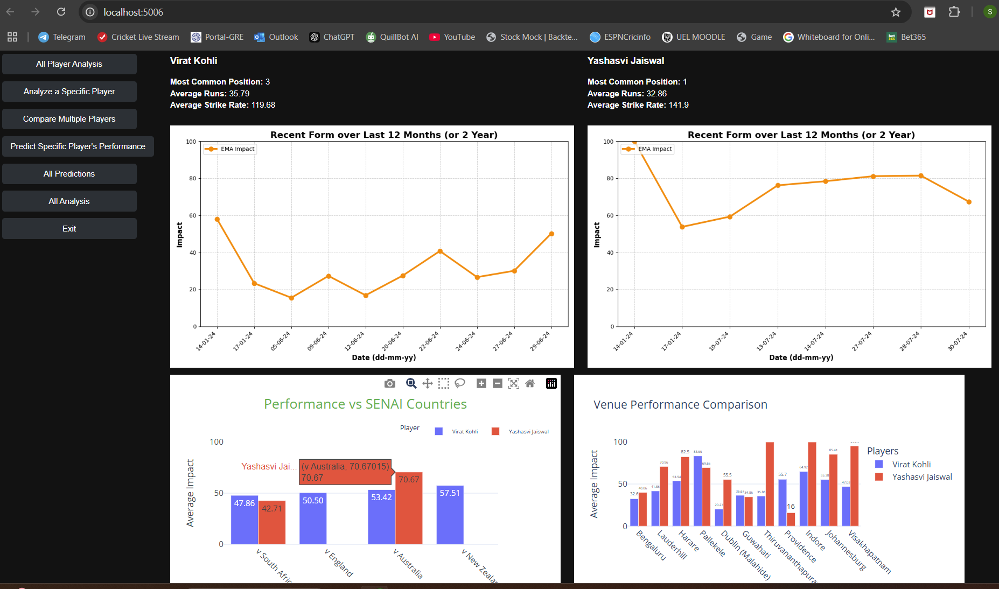 localhost:5006
S
Telegram
Cricket Live Stream
Portal-GRE
Outlook
ChatGPT
QuillBot AI
YouTube
Stock Mock | Backte...
ESPNCricinfo
UEL MOODLE
Game
Whiteboard for Onli...
bet365
Bet365
All Player Analysis
Analyze a Specific Player
Compare Multiple Players
Predict Specific Player's Performance
All Predictions
All Analysis
Exit
Virat Kohli
Most Common Position: 3
Average Runs: 35.79
Average Strike Rate: 119.68
Yashasvi Jaiswal
Most Common Position: 1
Average Runs: 32.86
Average Strike Rate: 141.9
Recent Form over Last 12 Months (or 2 Year)
EMA Impact
Impact
100
80
60
40
20
0
14-01-24
17-01-24
05-06-24
09-06-24
12-06-24
20-06-24
22-06-24
24-06-24
27-06-24
29-06-24
Date (dd-mm-yy)
Recent Form over Last 12 Months (or 2 Year)
EMA Impact
Impact
100
80
60
40
20
0
14-01-24
17-01-24
10-07-24
13-07-24
14-07-24
27-07-24
28-07-24
30-07-24
Date (dd-mm-yy)
Performance vs SENAI Countries
Player
Virat Kohli
Yashasvi Jaiswal
Average Impact
100
50
0
Yashasvi Jai...
(v Australia, 70.67015)
70.67
47.86
42.71
50.50
53.42
70.67
57.51
v South Afric
v England
v Australia
v New Zealan
Venue Performance Comparison
Players
Virat Kohli
Yashasvi Jaiswal
Average Impact
100
50
0
32.6
40.06
41.85
70.96
53.94
82.5
83.55
69.65
20.27
55.5
36.67
34.85
35.86
55.7
16
64.92
55.38
85.41
47.03
Bengaluru
Lauderhill
Harare
Pallekele
Dublin (Malahide)
Guwahati
Thiruvananthapura
Providence
Indore
Johannesburg
Visakhapatnam